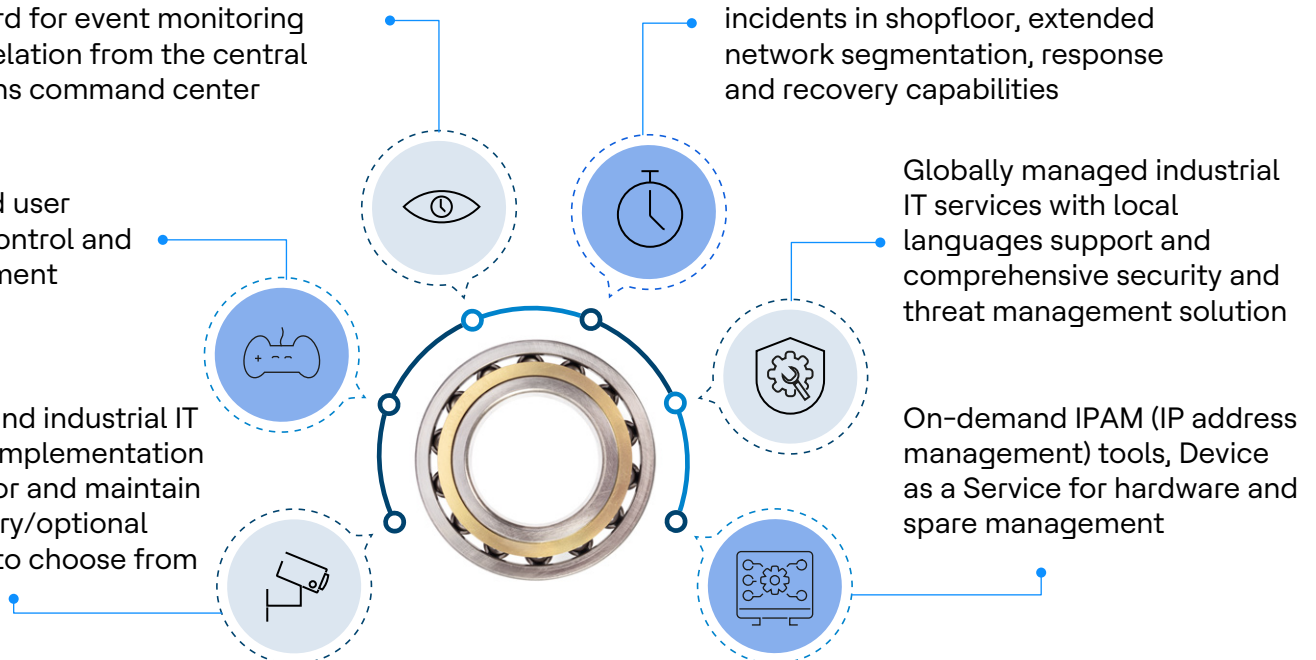 rd for event monitoring
elation from the central
ns command center
incidents in shopfloor, extended
network segmentation, response
and recovery capabilities
d user
ontrol and
ment
Globally managed industrial
IT services with local
languages support and
comprehensive security and
threat management solution
nd industrial IT
mplementation
or and maintain
ry/optional
to choose from
On-demand IPAM (IP address
management) tools, Device
as a Service for hardware and
spare management